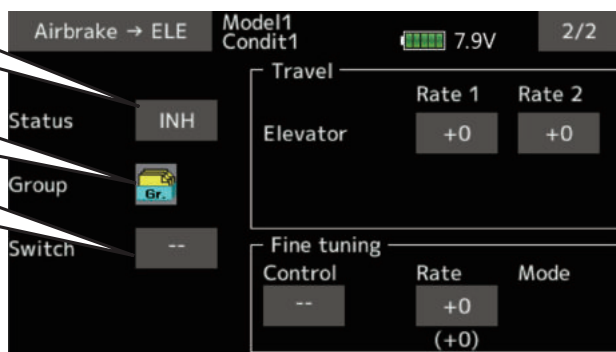 Airbrake → ELE
Model1
Condit1
7.9V
2/2
Travel
Rate 1 Rate 2
Status INH
Elevator +0 +0
Group Gr.
Switch --
Fine tuning
Control Rate Mode
-- +0
(+0)